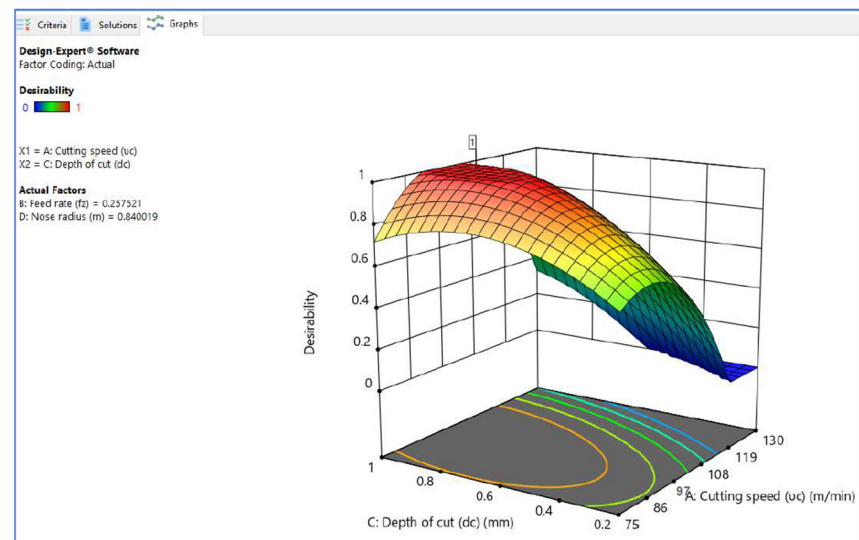 Criteria Solutions Graphs
Design-Expert® Software
Factor Coding: Actual
Desirability
0 1
X1 = A: Cutting speed (υc)
X2 = C: Depth of cut (dc)
Actual Factors
B: Feed rate (fz) = 0.257521
D: Nose radius (m) = 0.840019
1
1
0.8
0.6
0.4
0.2
0
Desirability
1
0.8
0.6
0.4
0.2
C: Depth of cut (dc) (mm)
130
119
108
97
86
75
A: Cutting speed (υc) (m/min)